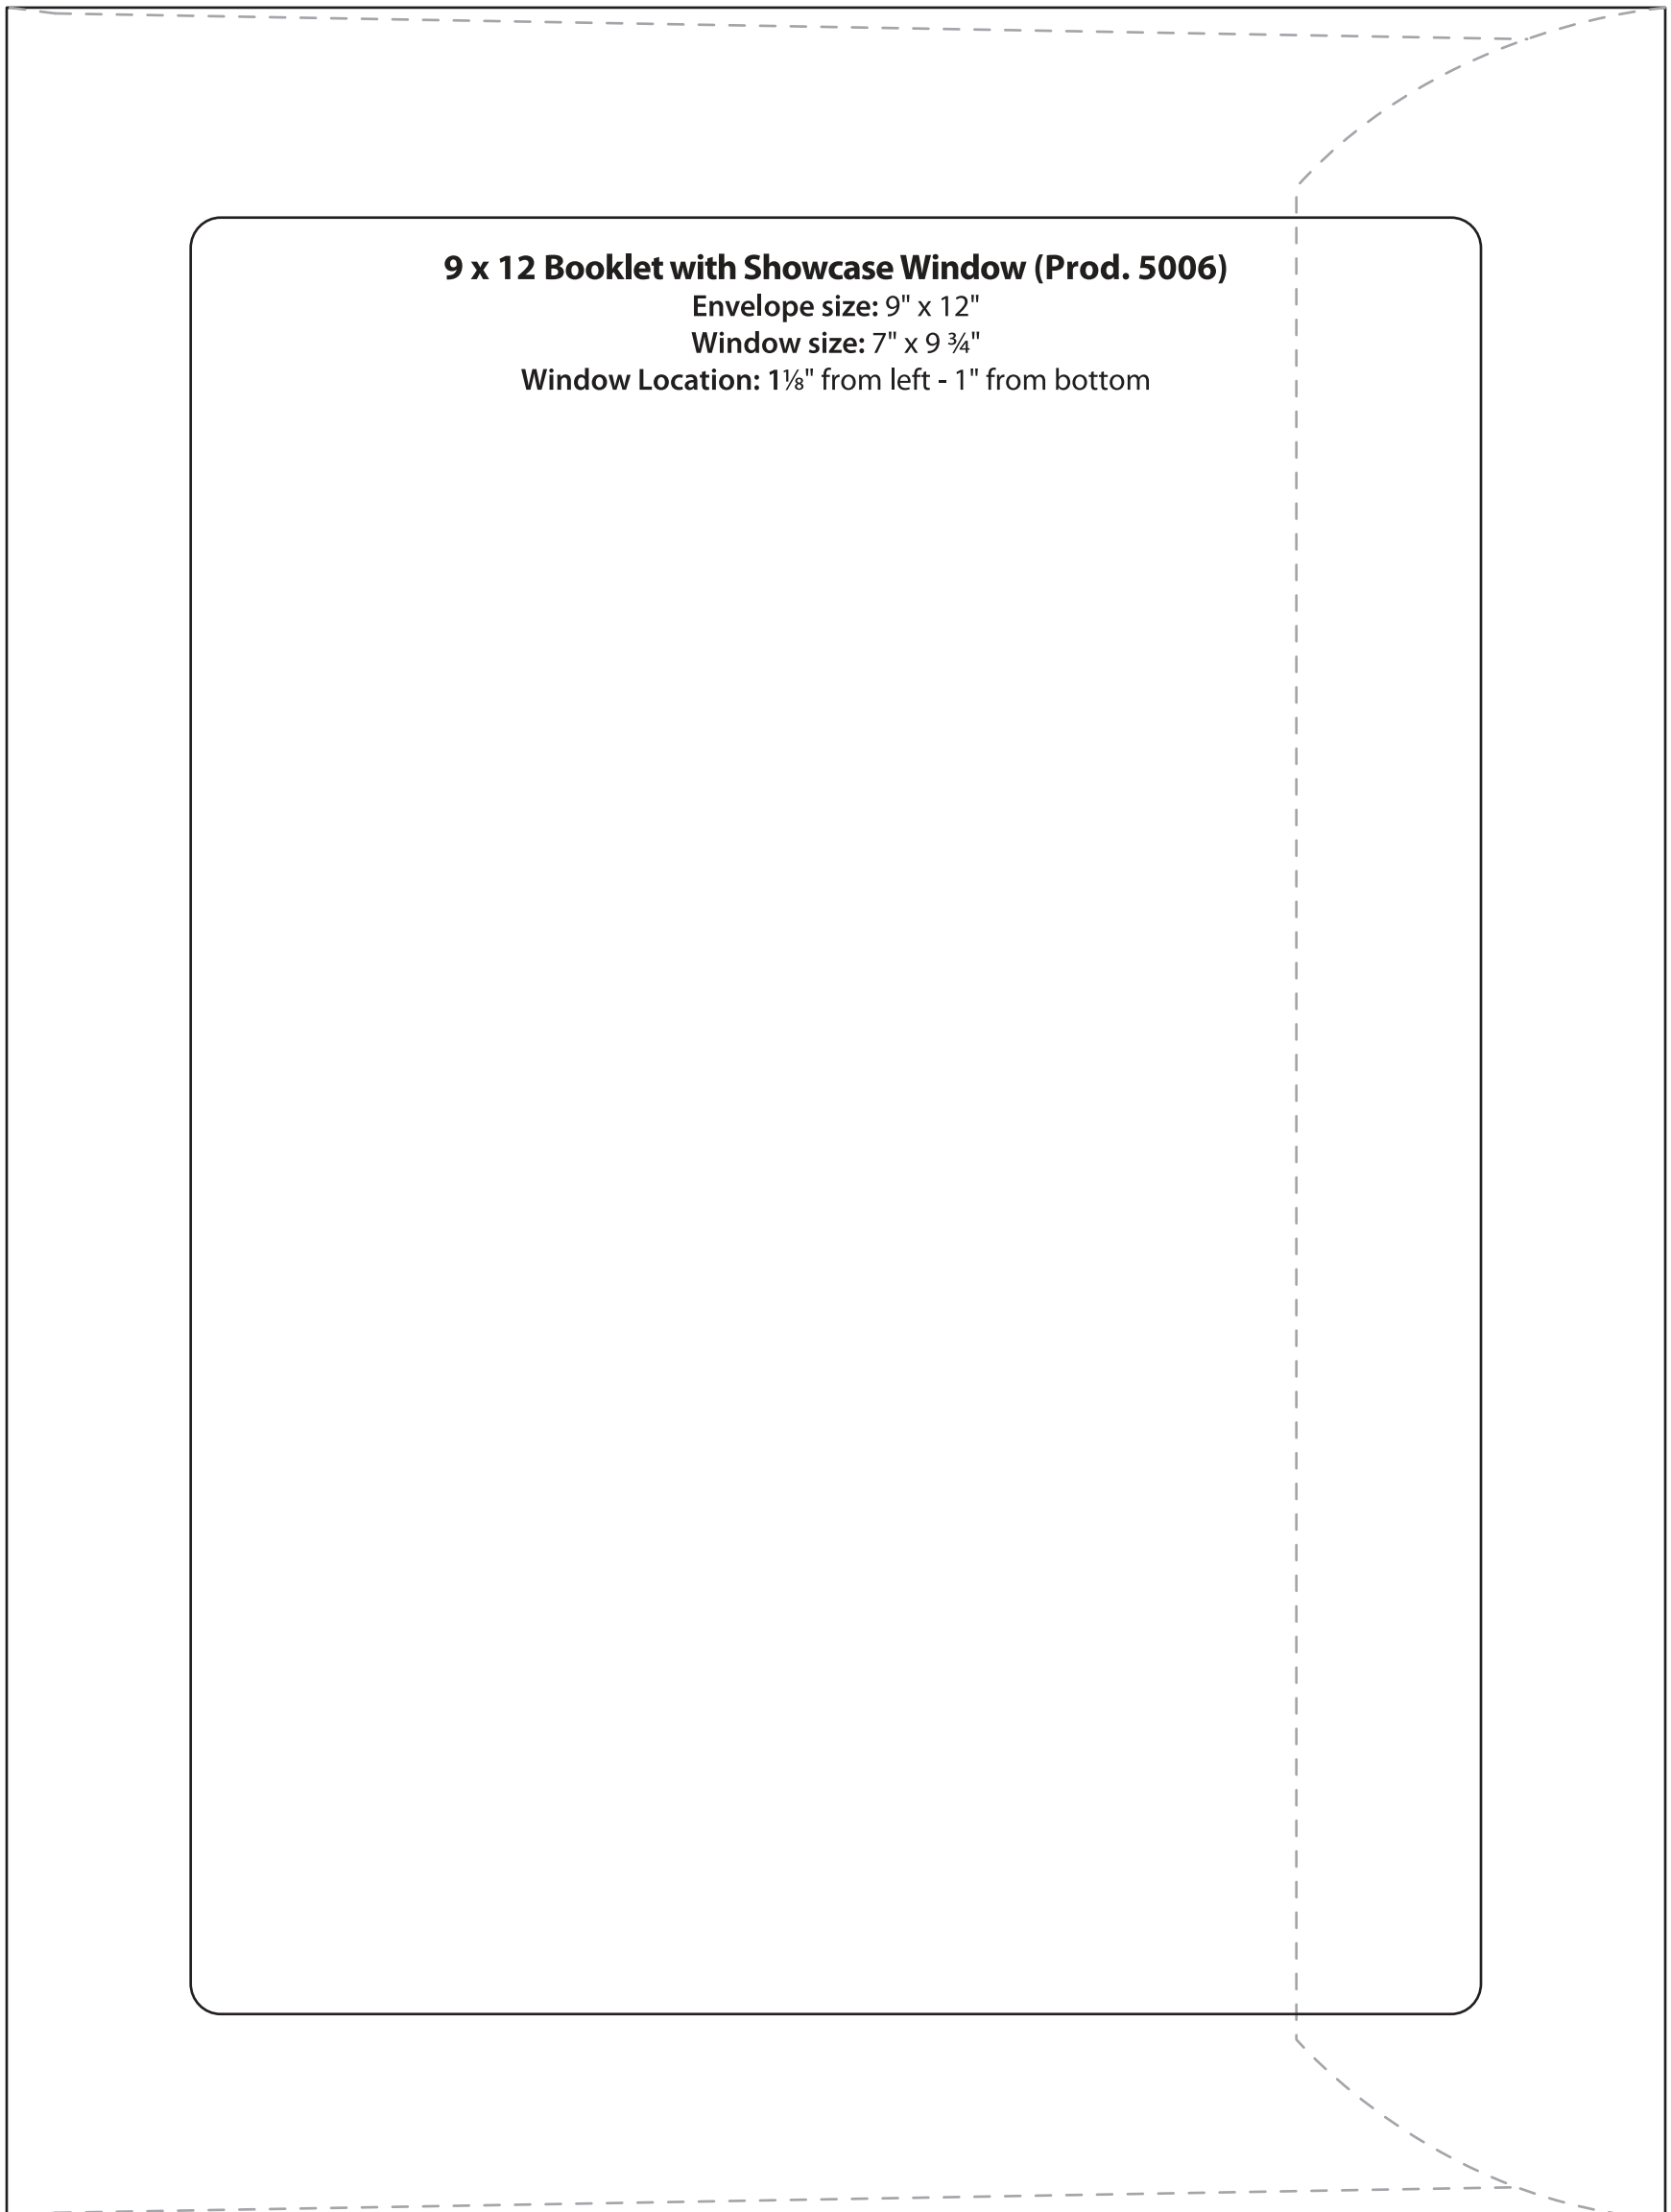 9 x 12 Booklet with Showcase Window (Prod. 5006)
Envelope size: 9" x 12"
Window size: 7" x 9 ¾"
Window Location: 1⅛" from left - 1" from bottom